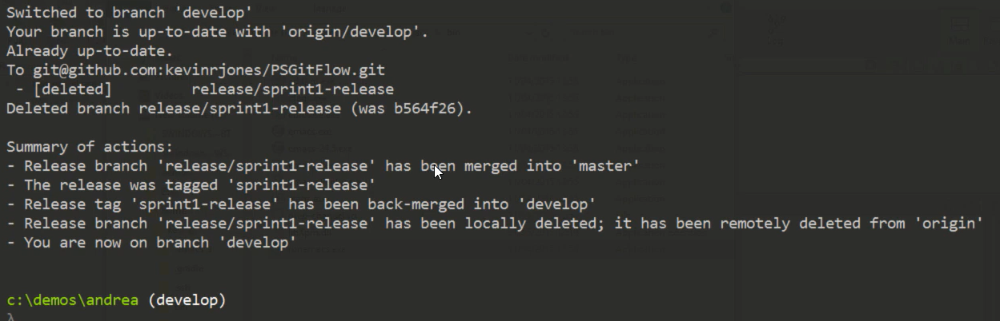 Switched to branch 'develop'
Your branch is up-to-date with 'origin/develop'.
Already up-to-date.
To git@github.com:kevinrjones/PSGitFlow.git
 - [deleted]         release/sprint1-release
Deleted branch release/sprint1-release (was b564f26).
Summary of actions:
- Release branch 'release/sprint1-release' has been merged into 'master'
- The release was tagged 'sprint1-release'
- Release tag 'sprint1-release' has been back-merged into 'develop'
- Release branch 'release/sprint1-release' has been locally deleted; it has been remotely deleted from 'origin'
- You are now on branch 'develop'
c:\demos\andrea (develop)
λ